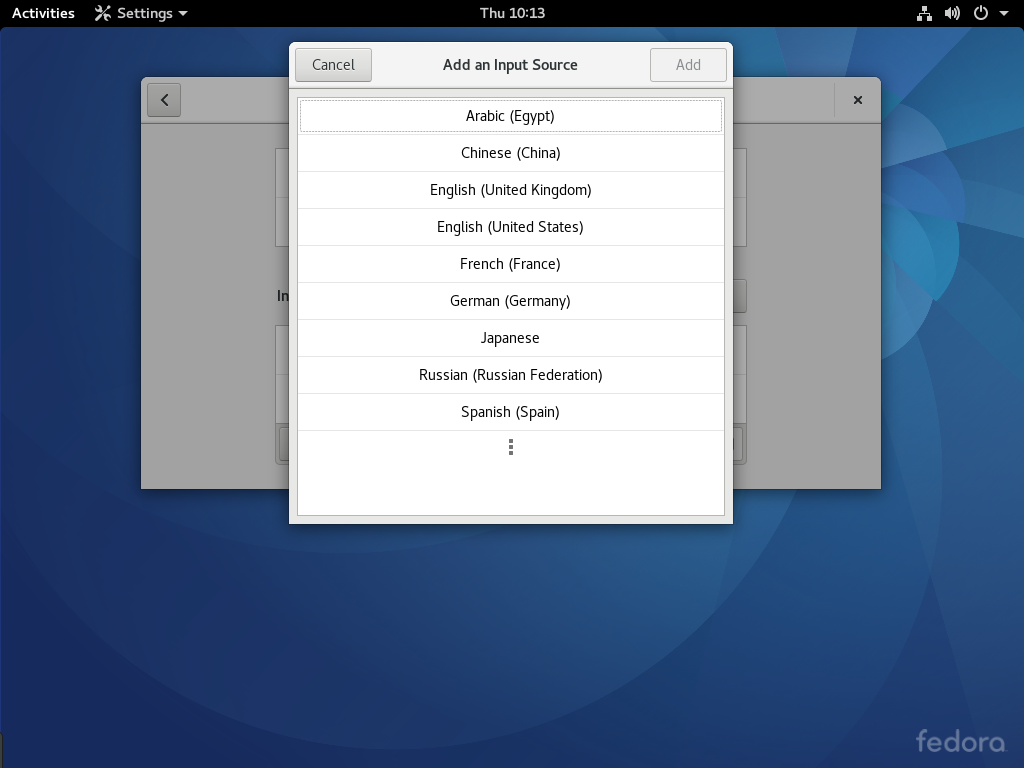 Activities Settings Thu 10:13
Cancel Add an Input Source Add
Arabic (Egypt)
Chinese (China)
English (United Kingdom)
English (United States)
French (France)
In
German (Germany)
Japanese
Russian (Russian Federation)
Spanish (Spain)
fedora